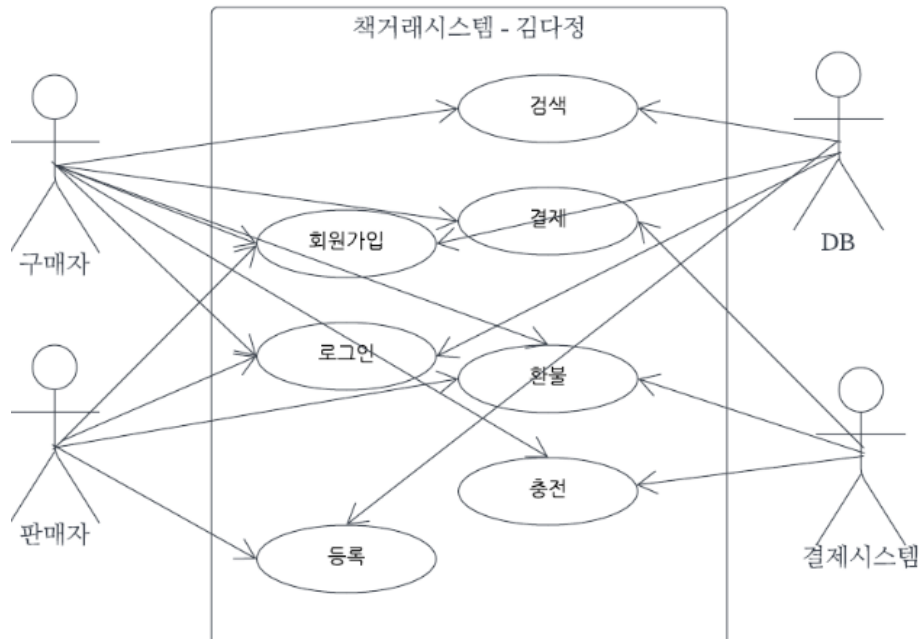 책거래시스템 - 김다정
검색
결제
회원가입
구매자
DB
로그인
환불
충전
판매자
등록
결제시스템